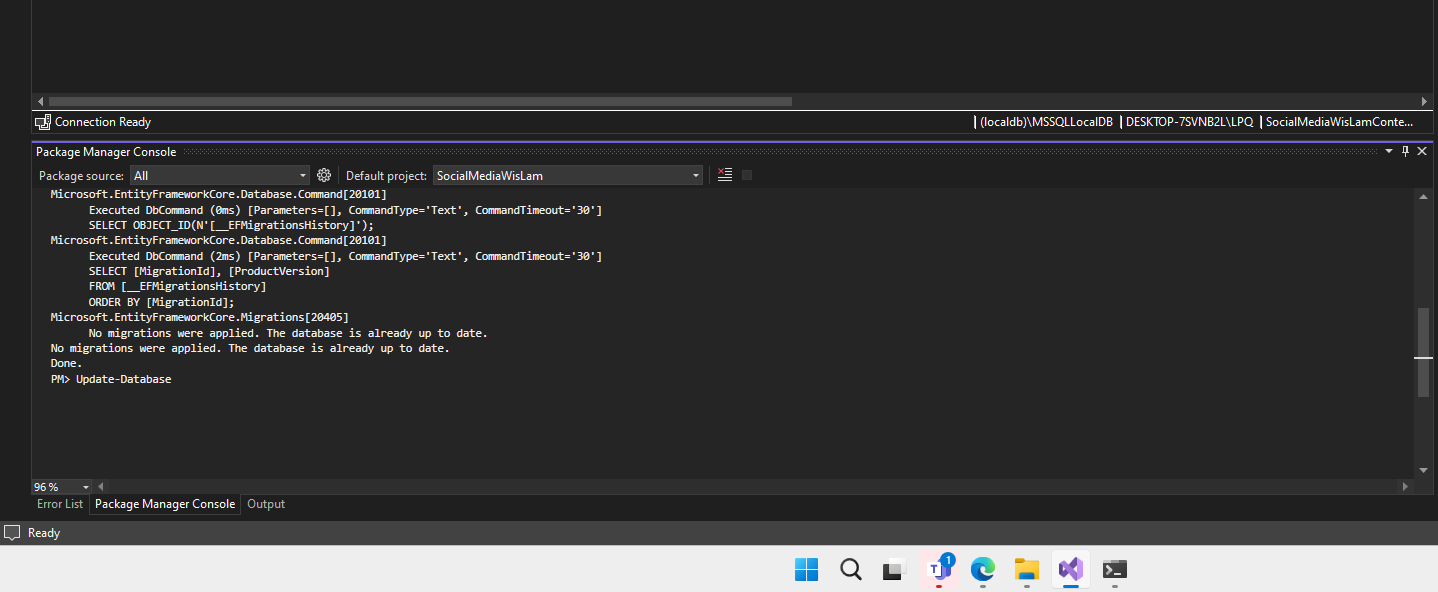 Connection Ready
(localdb)\MSSQLLocalDB
DESKTOP-7SVNB2L\LPQ
SocialMediaWisLamConte...
Package Manager Console
Package source: All
Default project: SocialMediaWisLam
Microsoft.EntityFrameworkCore.Database.Command[20101]
Executed DbCommand (0ms) [Parameters=[], CommandType='Text', CommandTimeout='30']
SELECT OBJECT_ID(N'[__EFMigrationsHistory]');
Microsoft.EntityFrameworkCore.Database.Command[20101]
Executed DbCommand (2ms) [Parameters=[], CommandType='Text', CommandTimeout='30']
SELECT [MigrationId], [ProductVersion]
FROM [__EFMigrationsHistory]
ORDER BY [MigrationId];
Microsoft.EntityFrameworkCore.Migrations[20405]
No migrations were applied. The database is already up to date.
No migrations were applied. The database is already up to date.
Done.
PM> Update-Database
96 %
Error List
Package Manager Console
Output
Ready
T
1